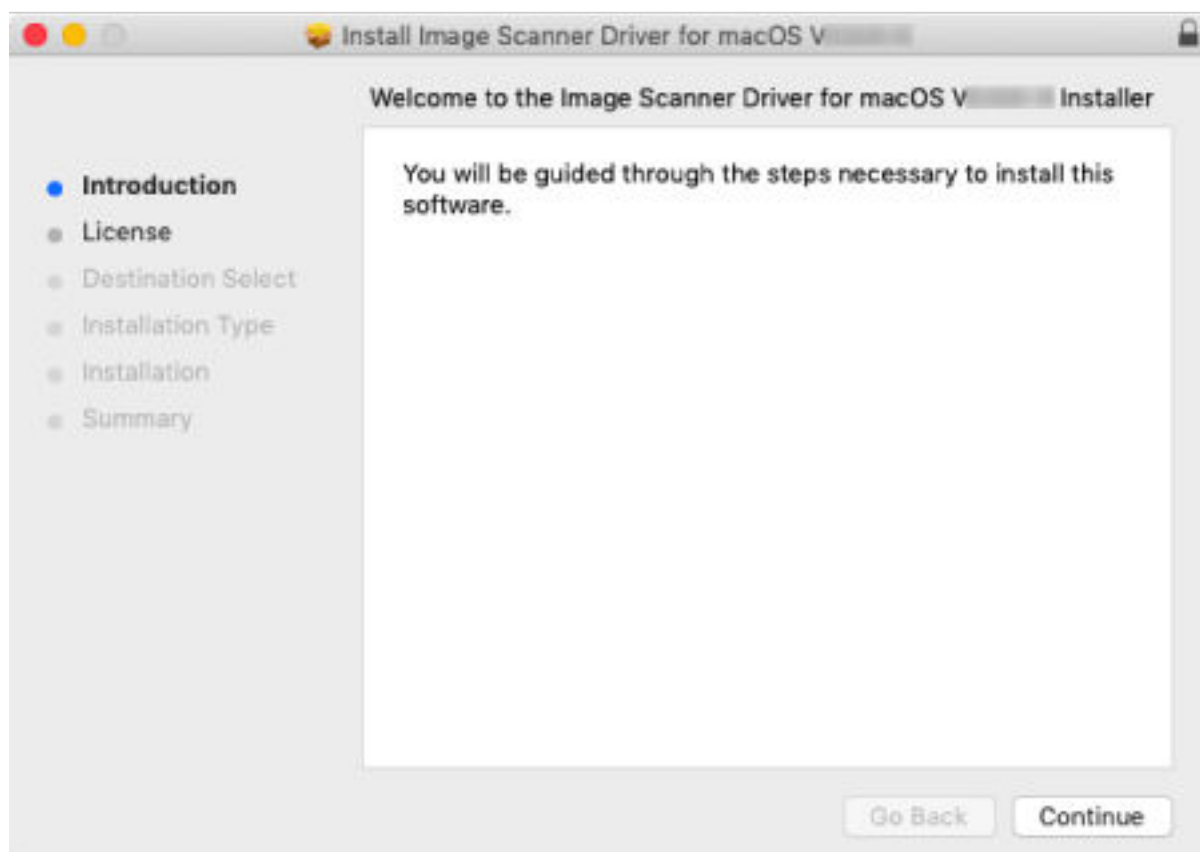 Install Image Scanner Driver for macOS V
Welcome to the Image Scanner Driver for macOS V Installer
Introduction
License
Destination Select
Installation Type
Installation
Summary
You will be guided through the steps necessary to install this
software.
Go Back
Continue